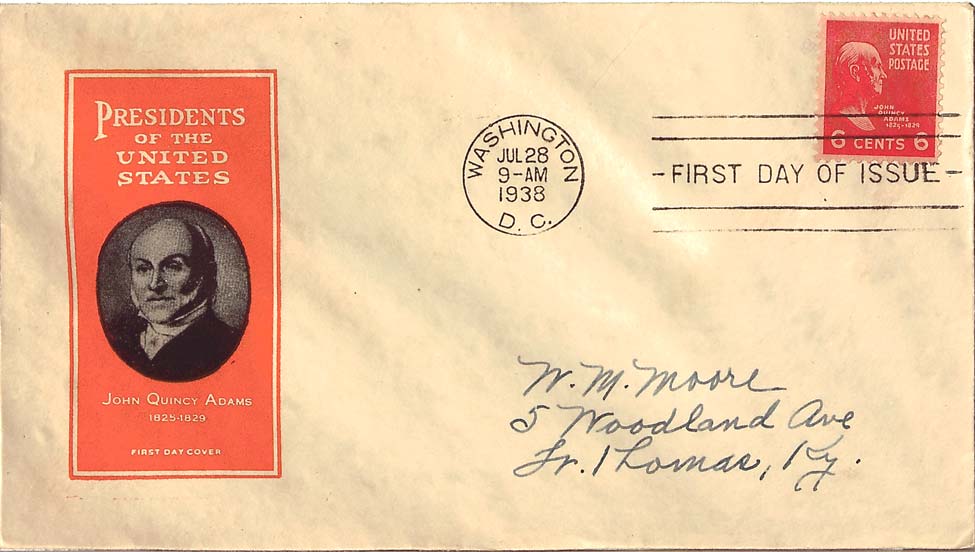 PRESIDENTS
OF THE
UNITED
STATES
JOHN QUINCY ADAMS
1825-1829
FIRST DAY COVER
WASHINGTON
JUL 28
9-AM
1938
D. C.
UNITED
STATES
POSTAGE
JOHN
QUINCY
ADAMS
1825-1829
6 CENTS 6
-FIRST DAY OF ISSUE-
W. M. Moore
5 Woodland Ave
Ft. Thomas, Ky.